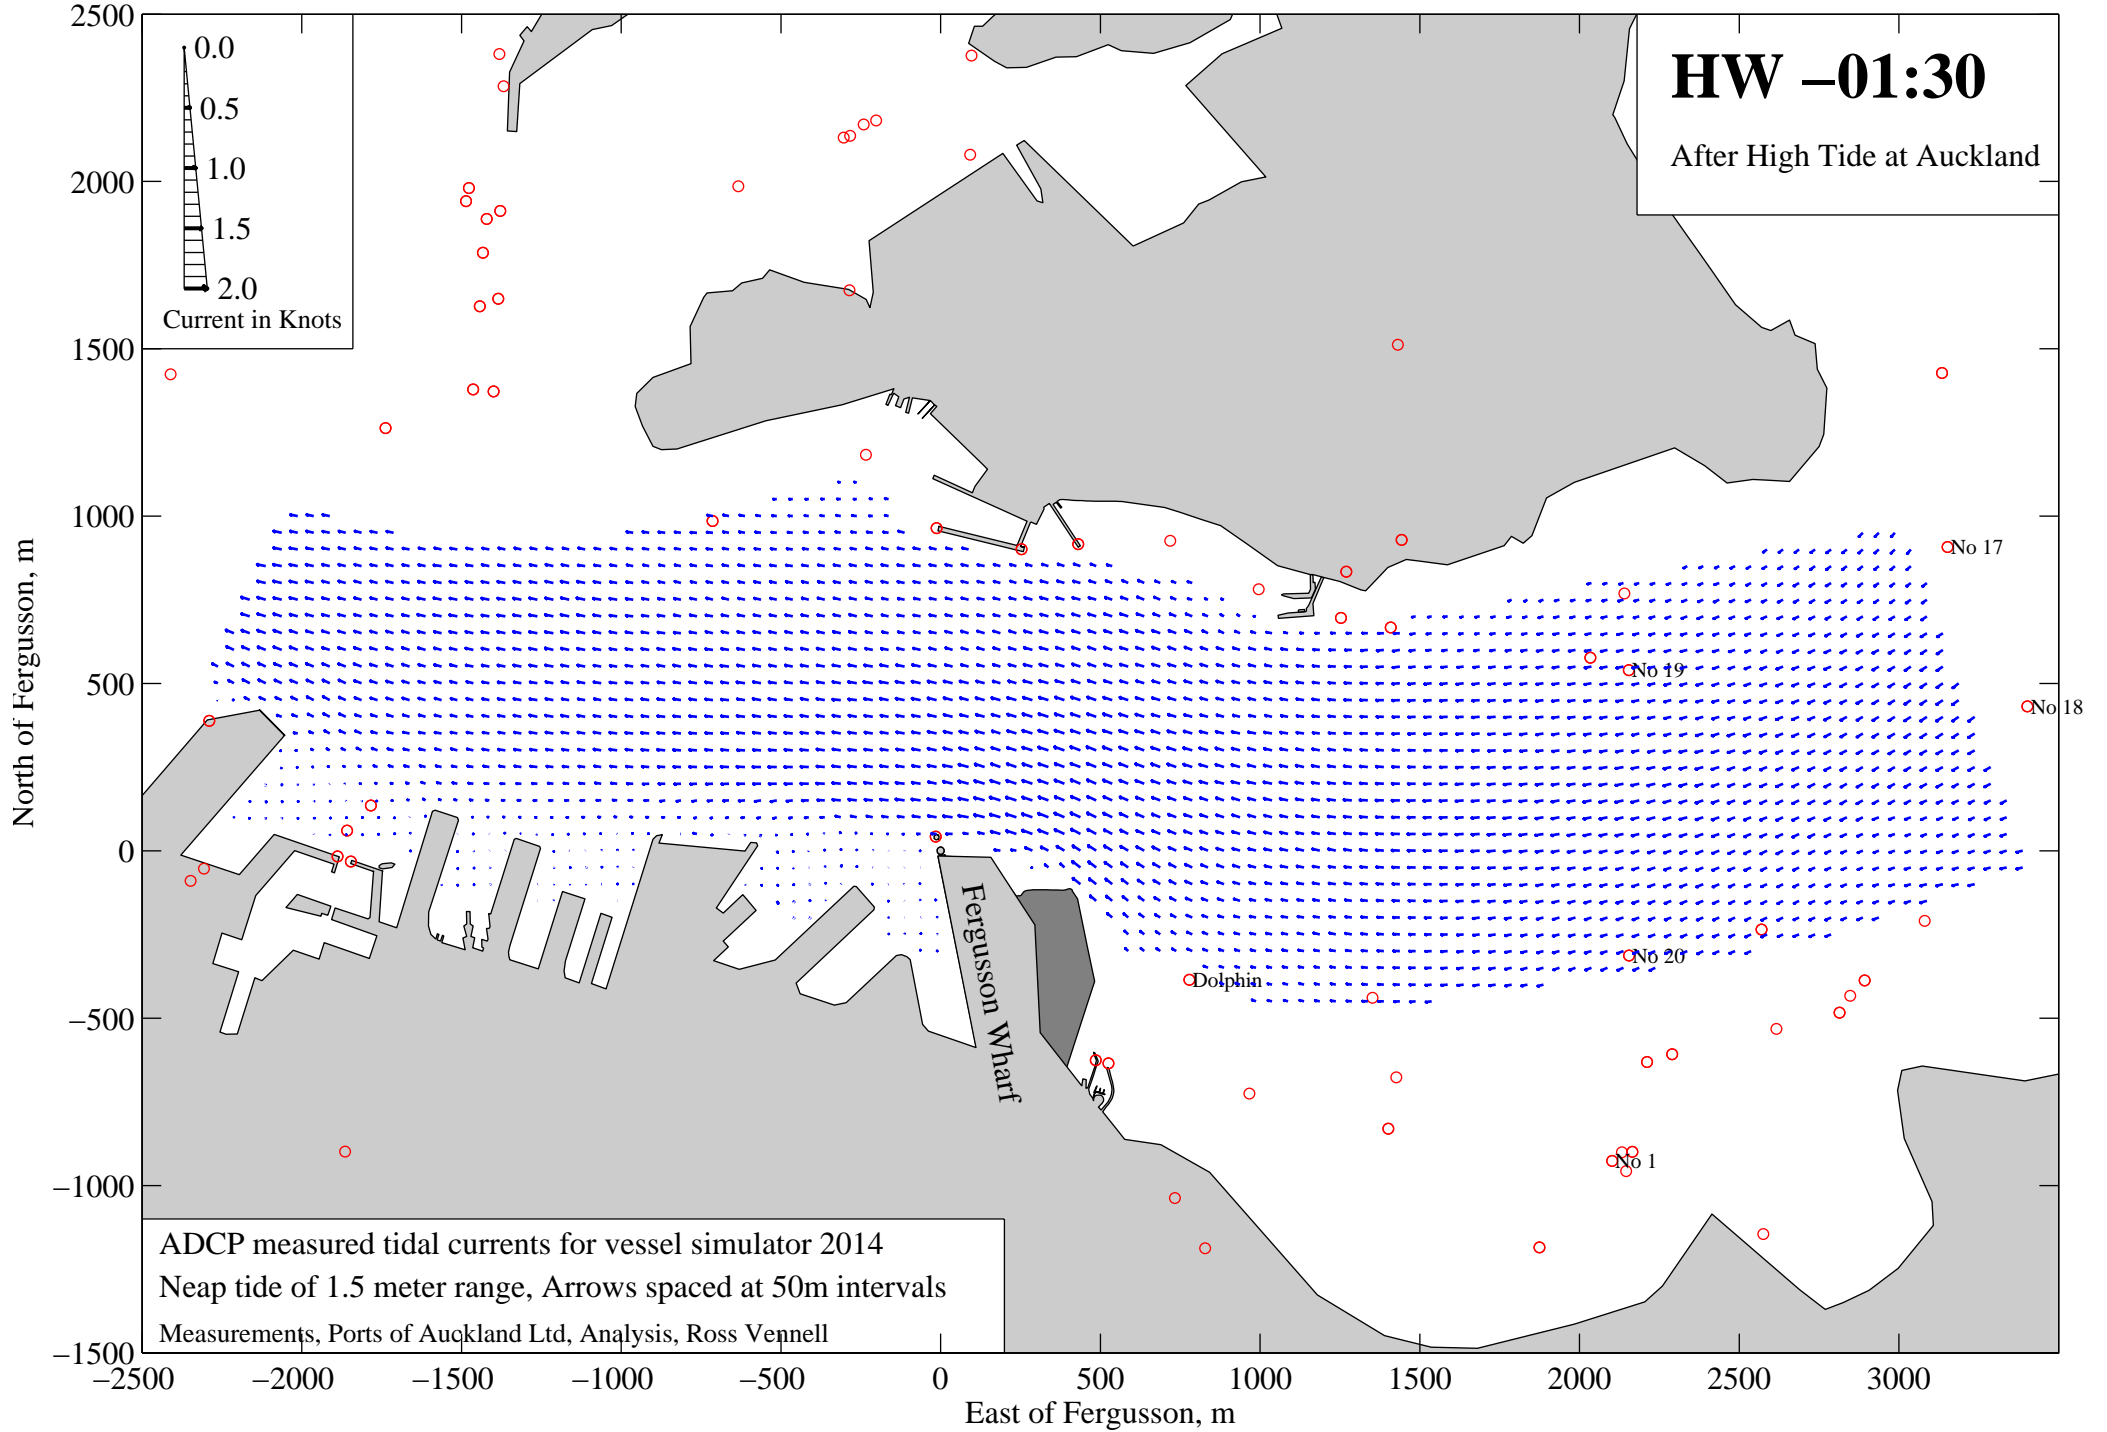 2500
2000
1500
1000
500
0
–500
–1000
–1500
North of Fergusson, m
0.0
0.5
1.0
1.5
2.0
Current in Knots
HW –01:30
After High Tide at Auckland
No 17
No 19
No 18
No 20
Dolphin
Fergusson Wharf
No 1
ADCP measured tidal currents for vessel simulator 2014
Neap tide of 1.5 meter range, Arrows spaced at 50m intervals
Measurements, Ports of Auckland Ltd, Analysis, Ross Vennell
–2500 –2000 –1500 –1000 –500 0 500 1000 1500 2000 2500 3000
East of Fergusson, m